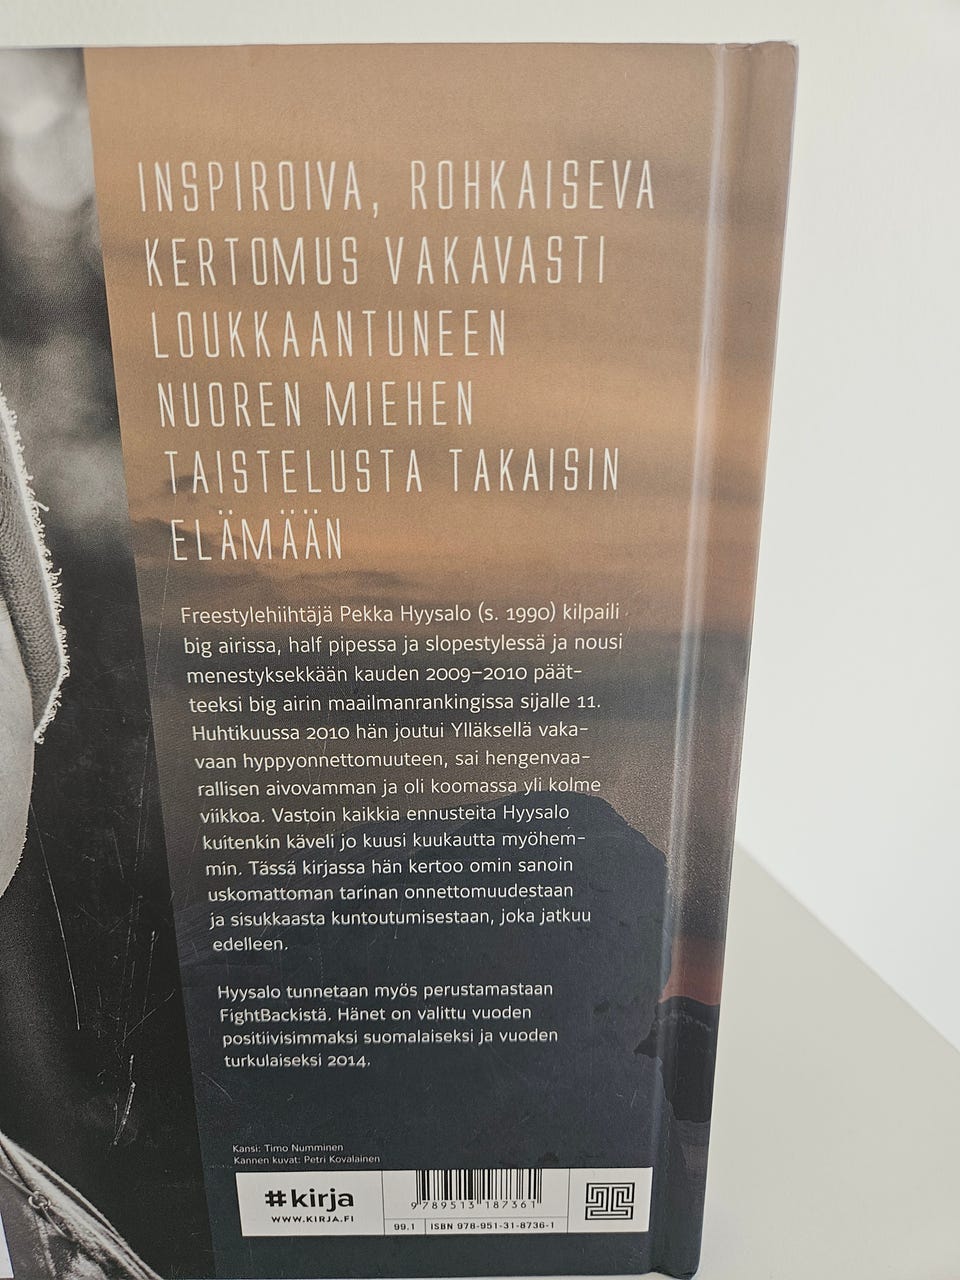 INSPIROIVA, ROHKAISEVA
KERTOMUS VAKAVASTI
LOUKKAANTUNEEN
NUOREN MIEHEN
TAISTELUSTA TAKAISIN
ELÄMÄÄN
Freestylehiihtäjä Pekka Hyysalo (s. 1990) kilpaili
big airissa, half pipessa ja slopestylessä ja nousi
menestyksekkään kauden 2009–2010 päät-
teeksi big airin maailmanrankingissa sijalle 11.
Huhtikuussa 2010 hän joutui Ylläksellä vaka-
vaan hyppyonnettomuuteen, sai hengenvaa-
rallisen aivovamman ja oli koomassa yli kolme
viikkoa. Vastoin kaikkia ennusteita Hyysalo
kuitenkin käveli jo kuusi kuukautta myöhem-
min. Tässä kirjassa hän kertoo omin sanoin
uskomattoman tarinan onnettomuudestaan
ja sisukkaasta kuntoutumisestaan, joka jatkuu
edelleen.
Hyysalo tunnetaan myös perustamastaan
FightBackistä. Hänet on valittu vuoden
positiivisimmaksi suomalaiseksi ja vuoden
turkulaiseksi 2014.
Kansi: Timo Numminen
Kannen kuvat: Petri Kovalainen
#kirja
WWW.KIRJA.FI
9 789513 187361
99.1
ISBN 978-951-31-8736-1